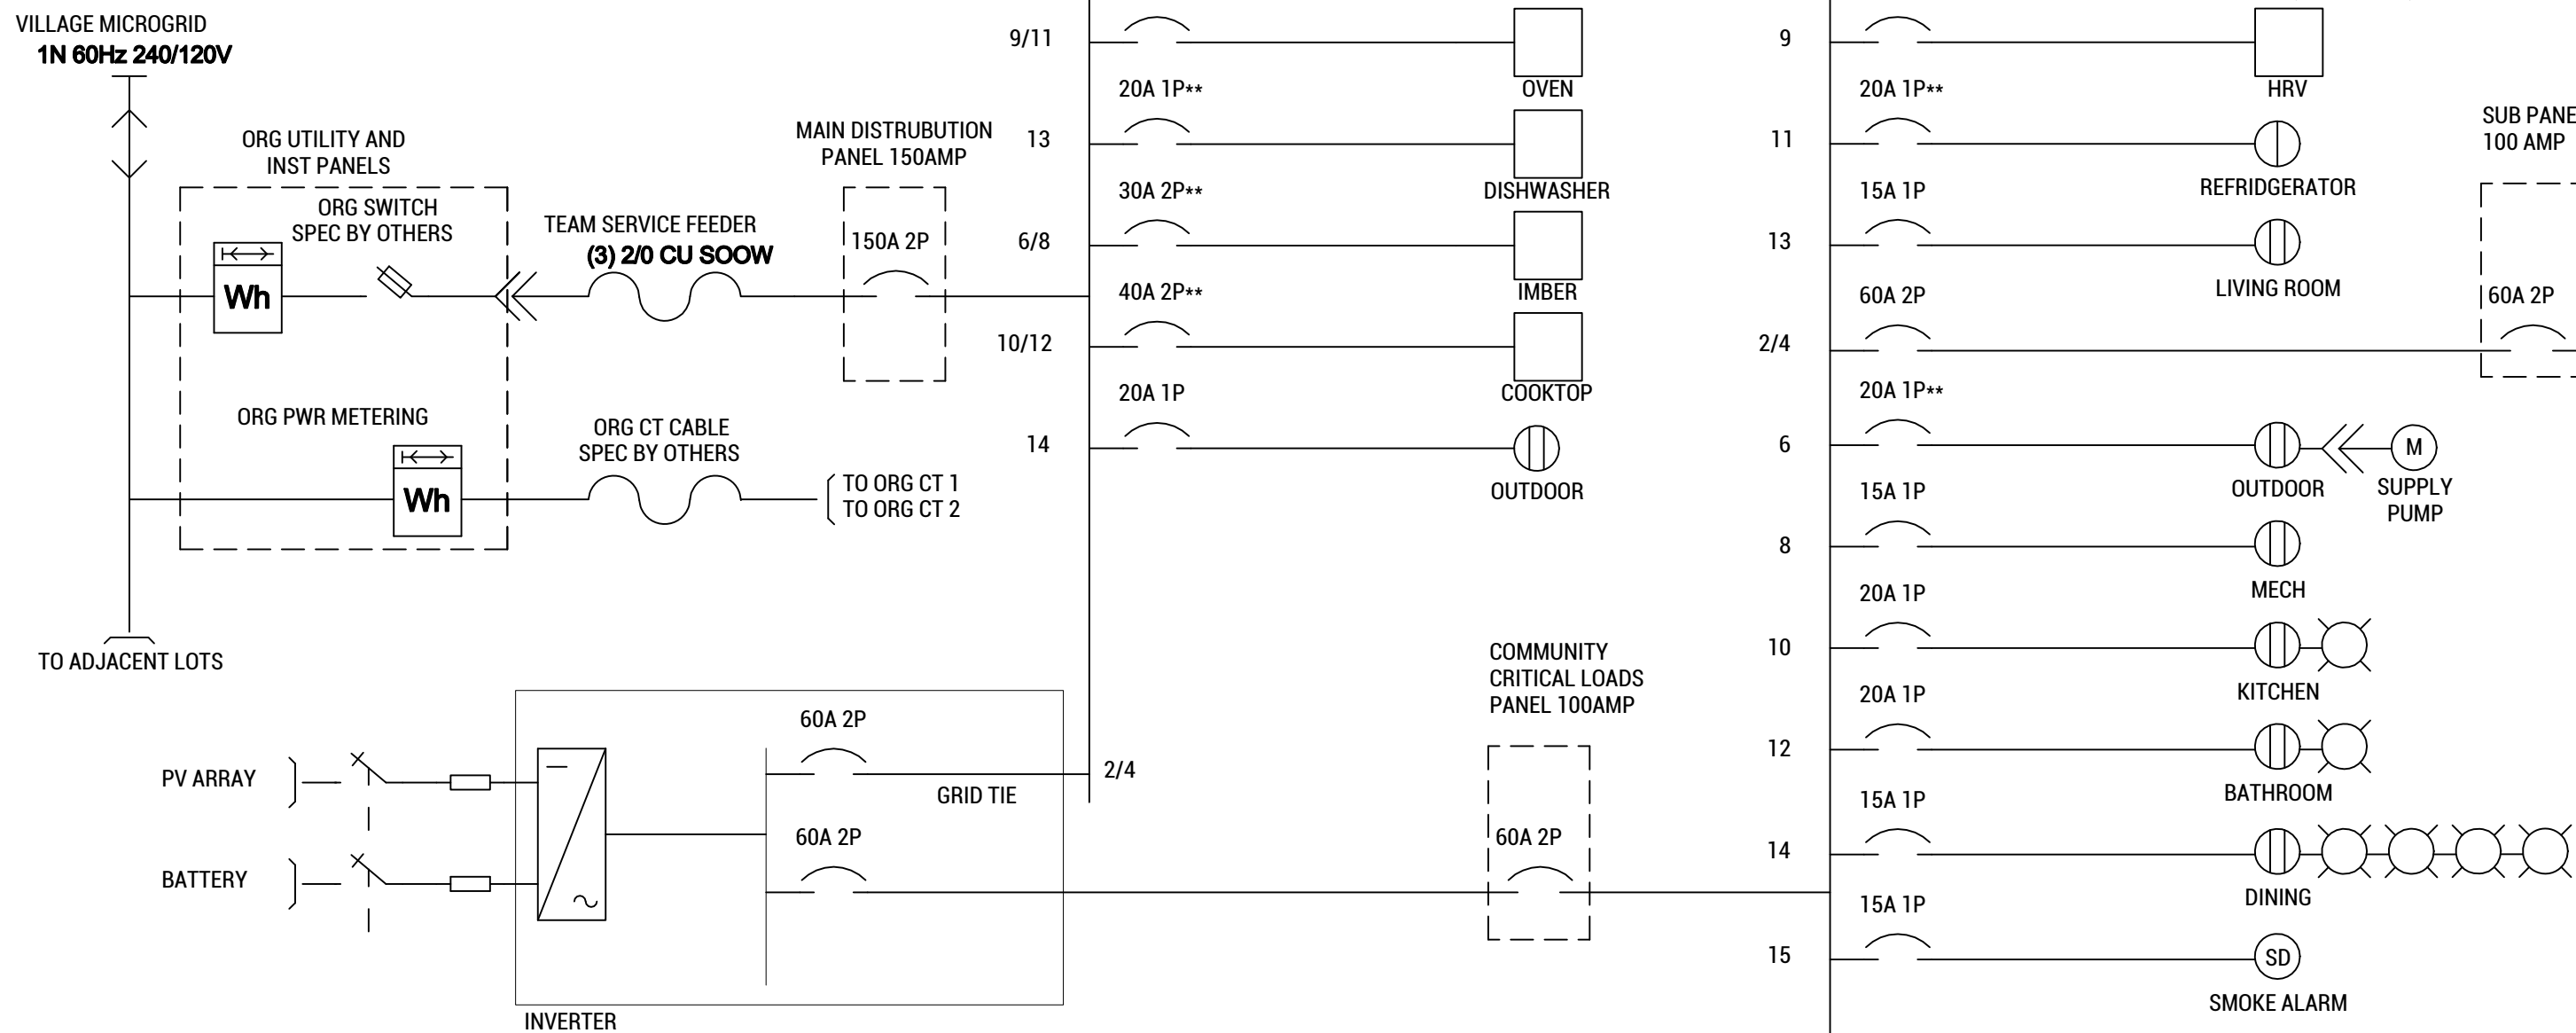 VILLAGE MICROGRID
1N 60Hz 240/120V
ORG UTILITY AND
INST PANELS
ORG SWITCH
SPEC BY OTHERS
Wh
TEAM SERVICE FEEDER
(3) 2/0 CU SOOW
MAIN DISTRUBUTION
PANEL 150AMP
150A 2P
ORG PWR METERING
Wh
ORG CT CABLE
SPEC BY OTHERS
TO ORG CT 1
TO ORG CT 2
TO ADJACENT LOTS
PV ARRAY
BATTERY
60A 2P
GRID TIE
60A 2P
INVERTER
2/4
9/11
OVEN
20A 1P**
13
DISHWASHER
30A 2P**
6/8
IMBER
40A 2P**
10/12
COOKTOP
20A 1P
14
OUTDOOR
COMMUNITY
CRITICAL LOADS
PANEL 100AMP
60A 2P
9
HRV
20A 1P**
11
REFRIDGERATOR
15A 1P
13
LIVING ROOM
60A 2P
2/4
SUB PANE
100 AMP
60A 2P
20A 1P**
6
OUTDOOR
M
SUPPLY
PUMP
15A 1P
8
MECH
20A 1P
10
KITCHEN
20A 1P
12
BATHROOM
15A 1P
14
DINING
15A 1P
15
SD
SMOKE ALARM